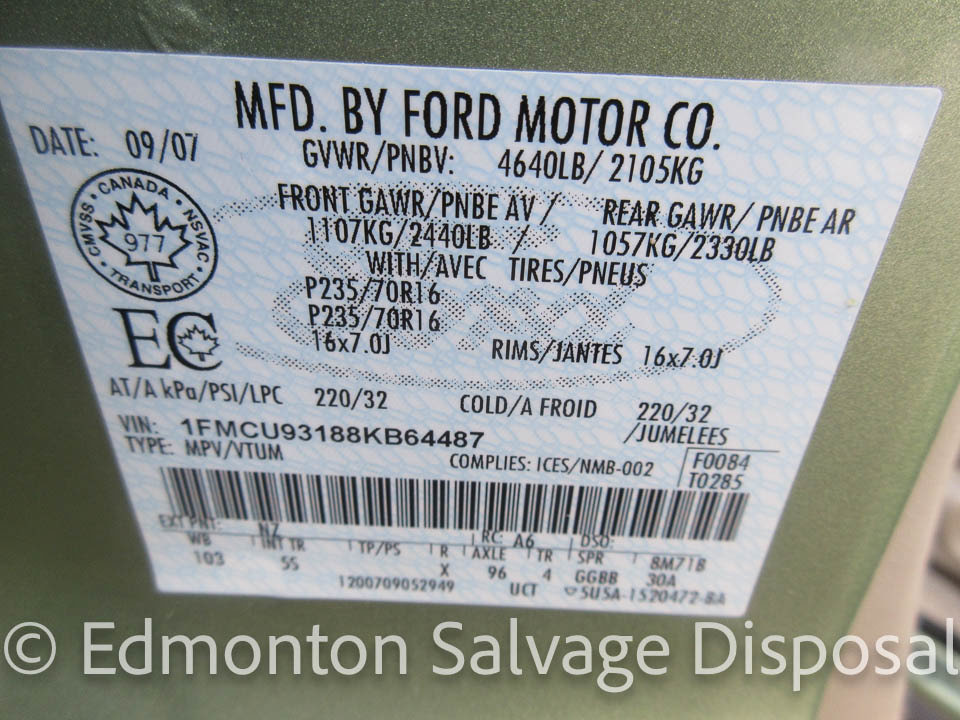 MFD. BY FORD MOTOR CO.
DATE: 09/07
GVWR/PNBV: 4640LB/ 2105KG
FRONT GAWR/PNBE AV / REAR GAWR/ PNBE AR
1107KG/2440LB / 1057KG/2330LB
WITH/AVEC TIRES/PNEUS
P235/70R16
P235/70R16
16x7.0J RIMS/JANTES 16x7.0J
CANADA
CMVSS NSVAC
977
TRANSPORT
EC
AT/A kPa/PSI/LPC 220/32 COLD/A FROID 220/32
VIN: 1FMCU93188KB64487 /JUMELEES
TYPE: MPV/VTUM COMPLIES: ICES/NMB-002 F0084
T0285
EXT PNT: NZ RC: A6 DSO:
WB INT TR TP/PS R AXLE TR SPR 8M71B
103 5S X 96 4 GGBB 30A
1200709052949 UCT 5U5A-1520472-BA
© Edmonton Salvage Disposal